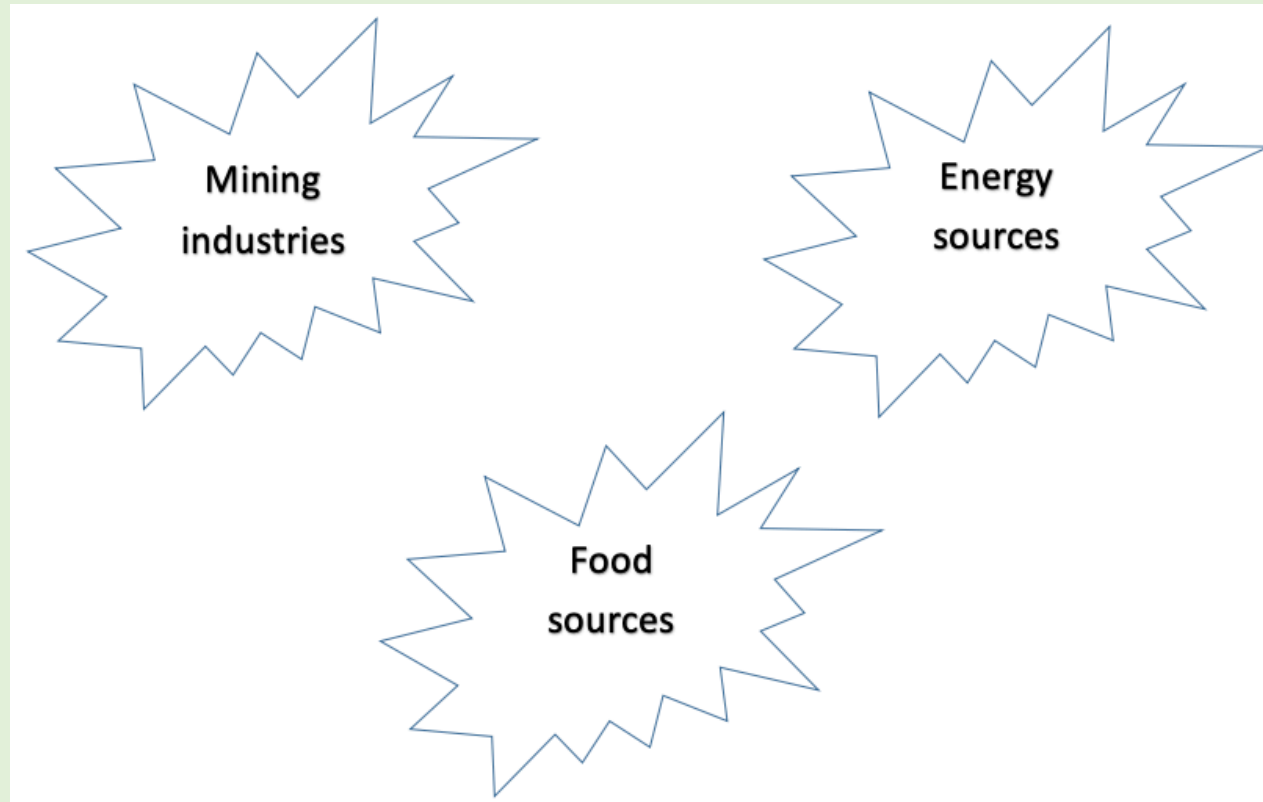 Mining
industries
Energy
sources
Food
sources